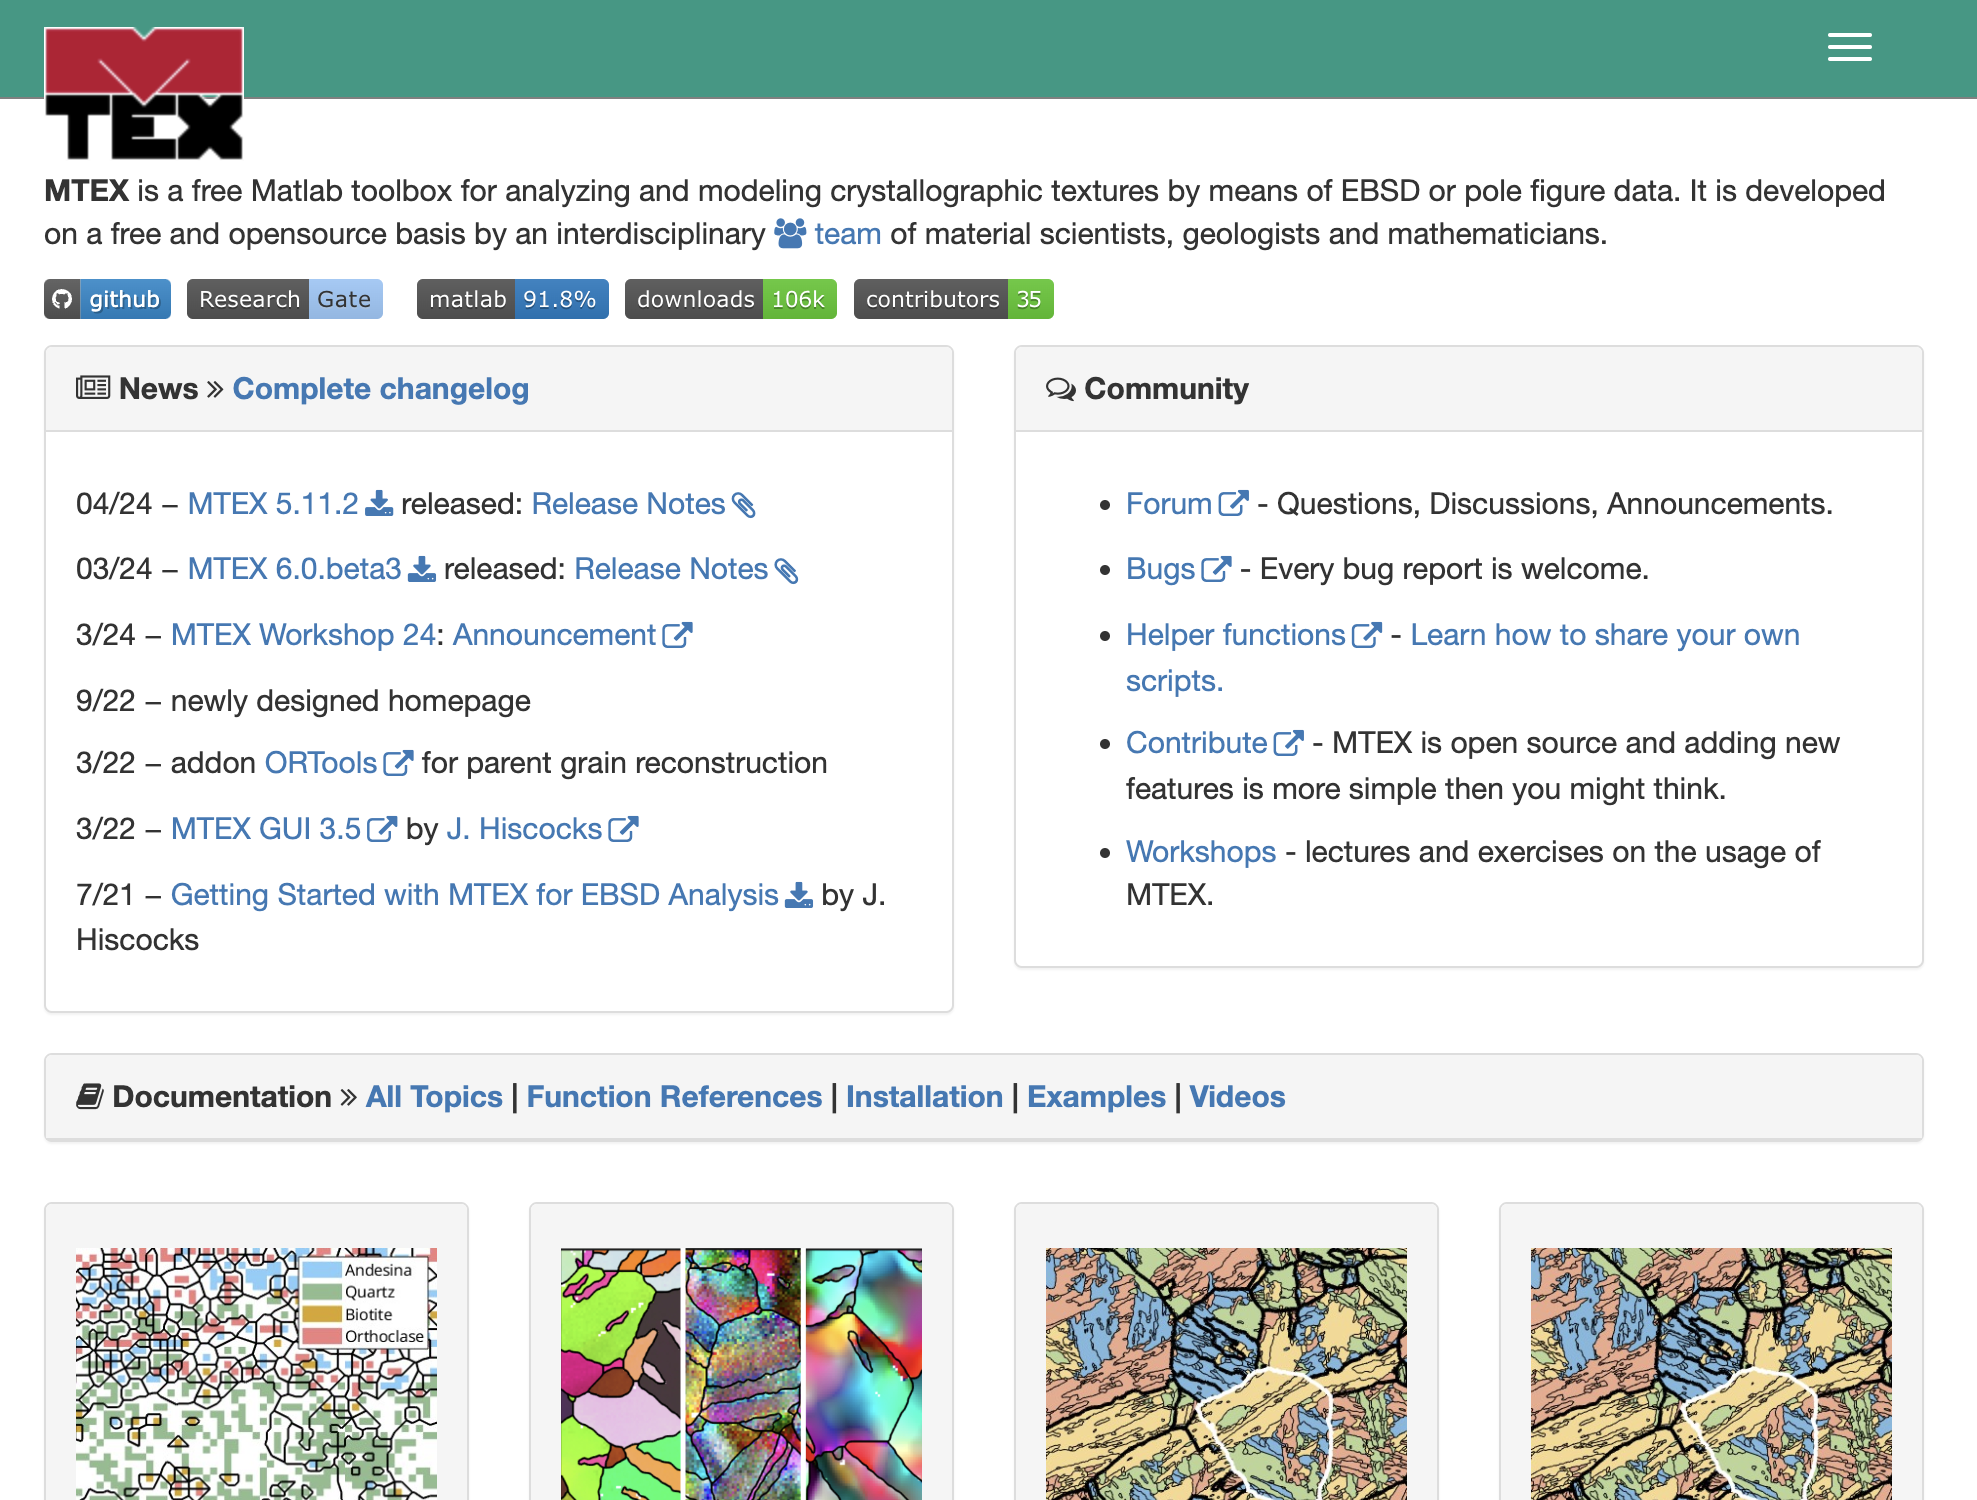 MTEX
MTEX is a free Matlab toolbox for analyzing and modeling crystallographic textures by means of EBSD or pole figure data. It is developed
on a free and opensource basis by an interdisciplinary team of material scientists, geologists and mathematicians.
github Research Gate matlab 91.8% downloads 106k contributors 35
News » Complete changelog
04/24 – MTEX 5.11.2 released: Release Notes
03/24 – MTEX 6.0.beta3 released: Release Notes
3/24 – MTEX Workshop 24: Announcement
9/22 – newly designed homepage
3/22 – addon ORTools for parent grain reconstruction
3/22 – MTEX GUI 3.5 by J. Hiscocks
7/21 – Getting Started with MTEX for EBSD Analysis by J.
Hiscocks
Community
• Forum - Questions, Discussions, Announcements.
• Bugs - Every bug report is welcome.
• Helper functions - Learn how to share your own
scripts.
• Contribute - MTEX is open source and adding new
features is more simple then you might think.
• Workshops - lectures and exercises on the usage of
MTEX.
Documentation » All Topics | Function References | Installation | Examples | Videos
Andesina
Quartz
Biotite
Orthoclase